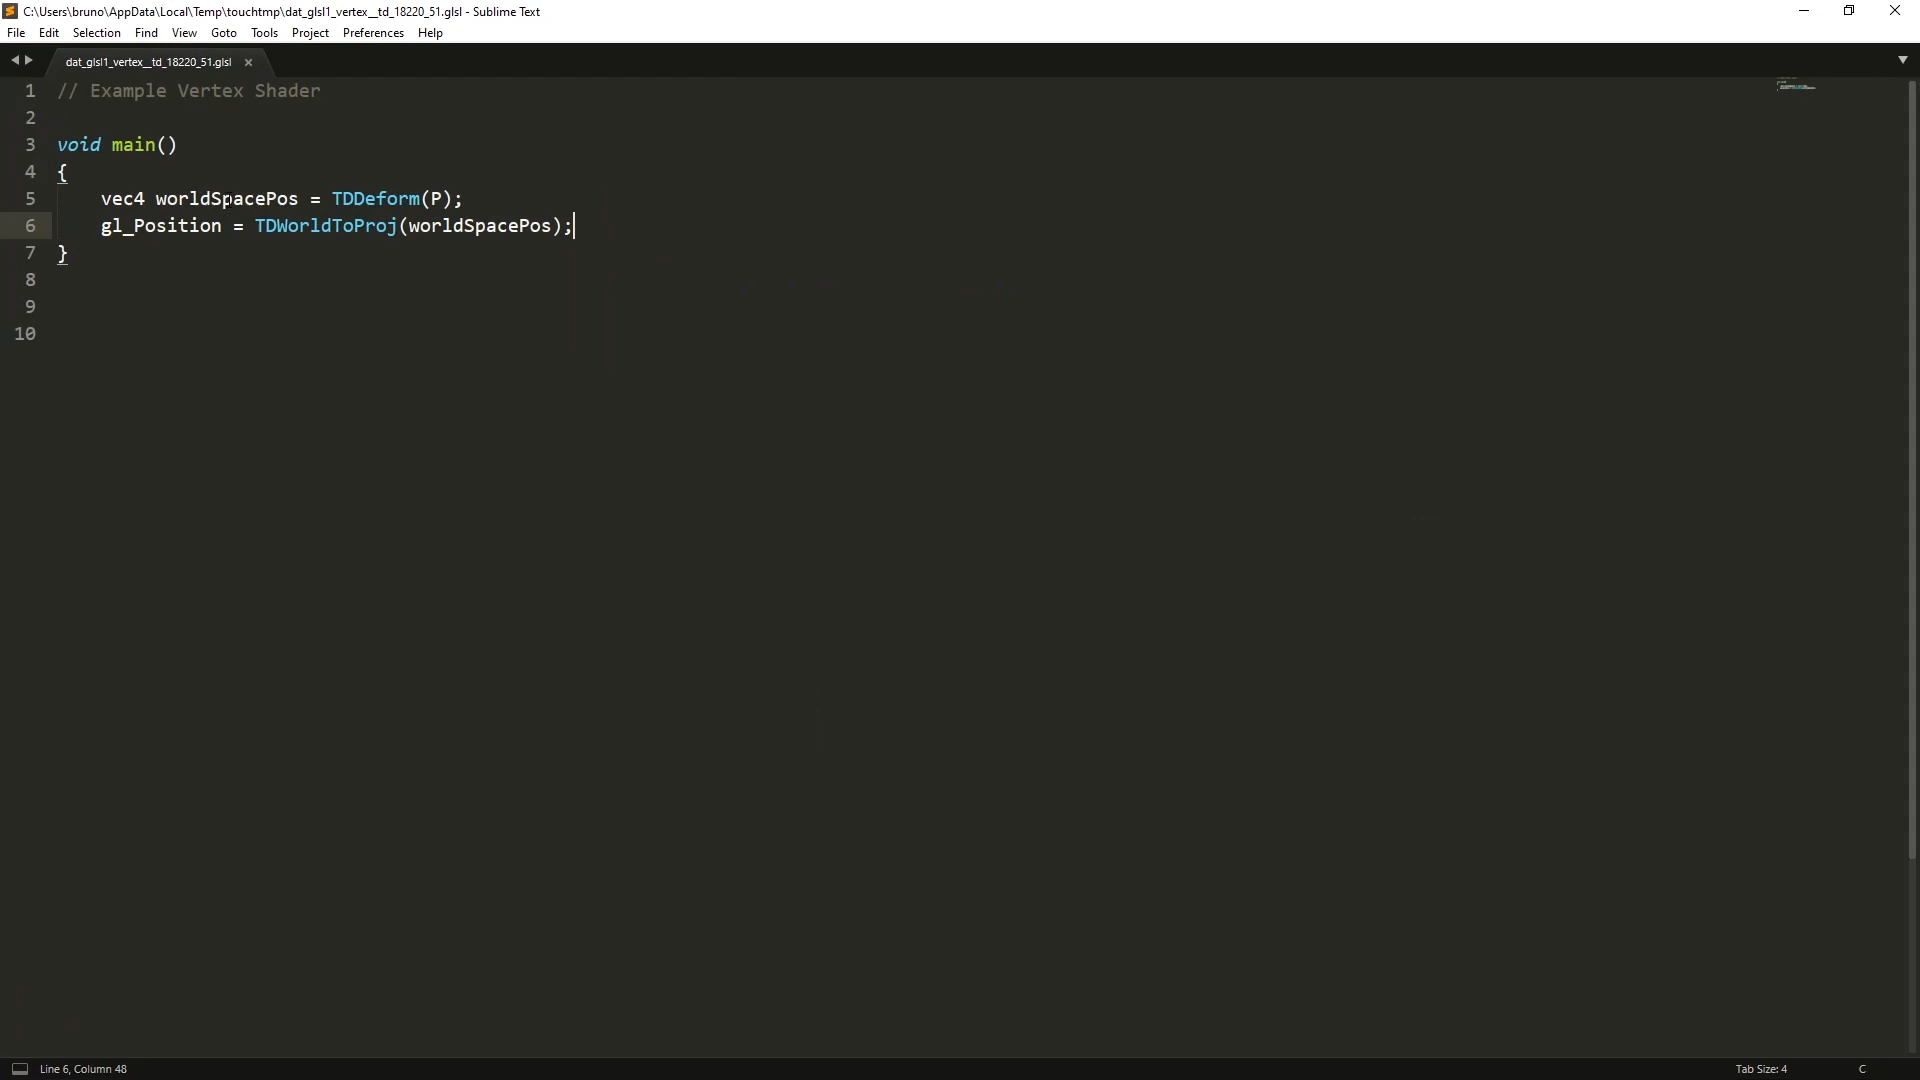 C:\Users\bruno\AppData\Local\Temp\touchtmp\dat_glsl1_vertex__td_18220_51.glsl - Sublime Text
File Edit Selection Find View Goto Tools Project Preferences Help
dat_glsl1_vertex__td_18220_51.glsl
1 // Example Vertex Shader
2
3 void main()
4 {
5 vec4 worldSpacePos = TDDeform(P);
6 gl_Position = TDWorldToProj(worldSpacePos);
7 }
8
9
10
Line 6, Column 48 Tab Size: 4 C